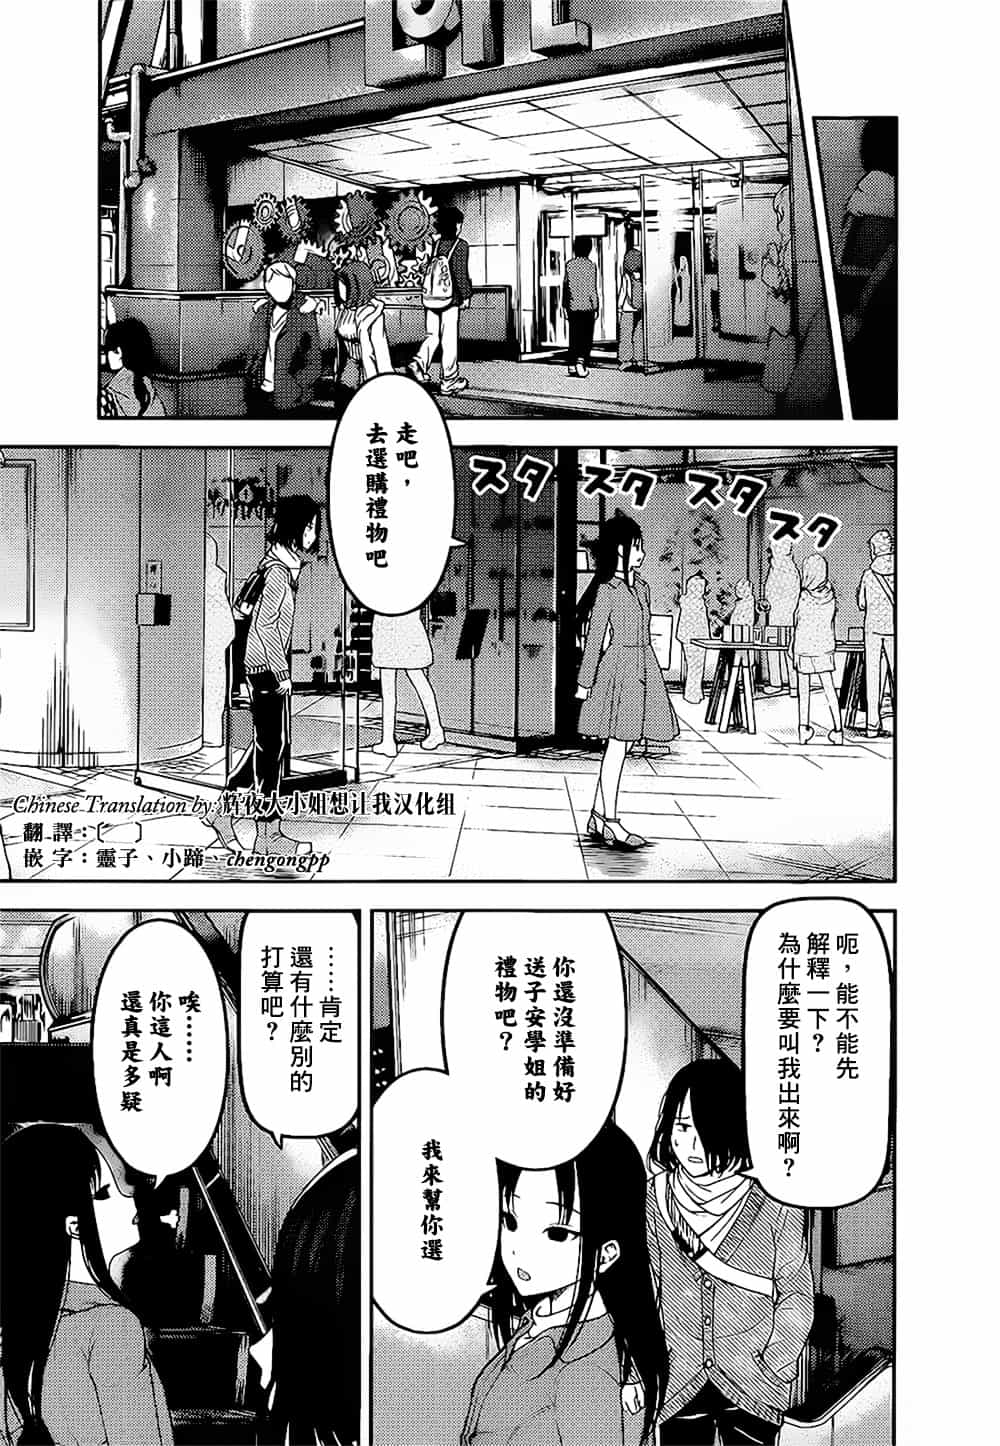 走吧，
去選購禮物吧
スタ スタ スタ スタ
Chinese Translation by: 辉夜大小姐想让我汉化组
翻譯：〔　〕
嵌字：靈子、小蹄、chengongpp
呃，能不能先
解釋一下？
為什麼要叫我出來啊？
你還沒準備好
送子安學姐的
禮物吧？
我來幫你選
……肯定
還有什麼別的
打算吧？
唉……
你這人啊
還真是多疑